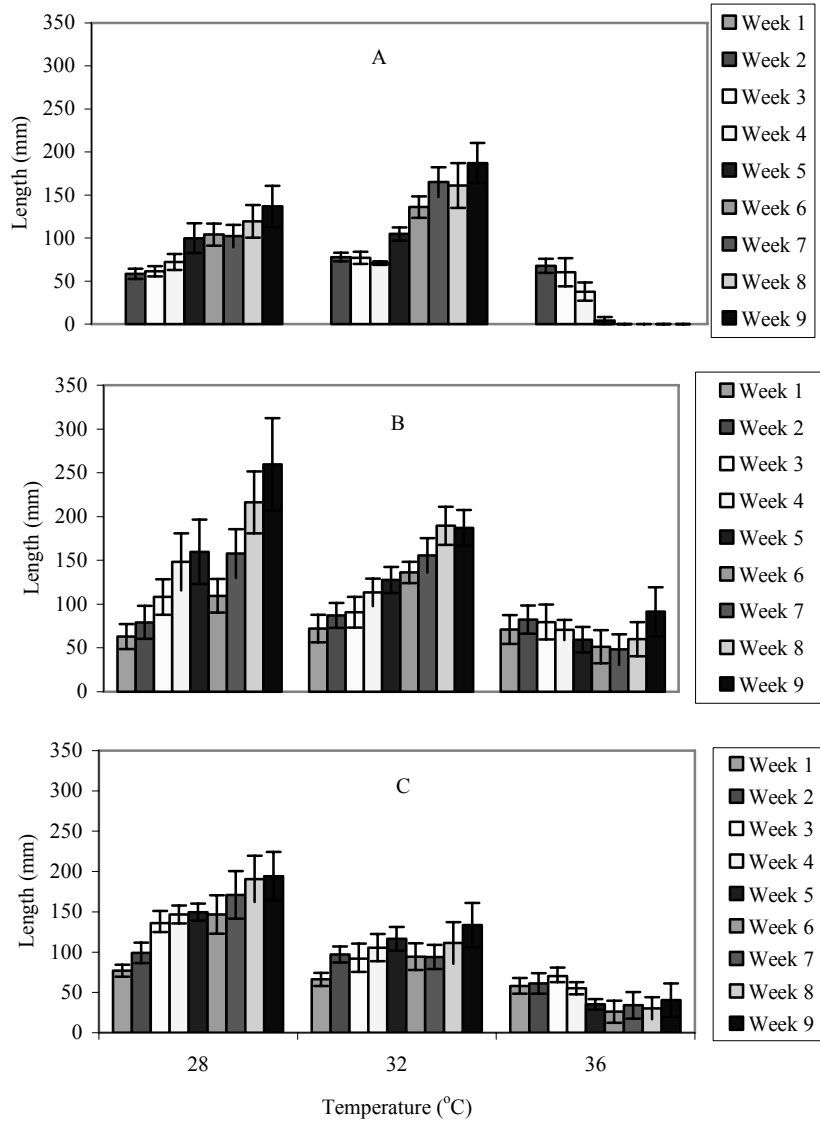 A
Length (mm)
350
300
250
200
150
100
50
0
Week 1
Week 2
Week 3
Week 4
Week 5
Week 6
Week 7
Week 8
Week 9
B
Length (mm)
350
300
250
200
150
100
50
0
Week 1
Week 2
Week 3
Week 4
Week 5
Week 6
Week 7
Week 8
Week 9
C
Length (mm)
350
300
250
200
150
100
50
0
Week 1
Week 2
Week 3
Week 4
Week 5
Week 6
Week 7
Week 8
Week 9
28 32 36
Temperature (°C)